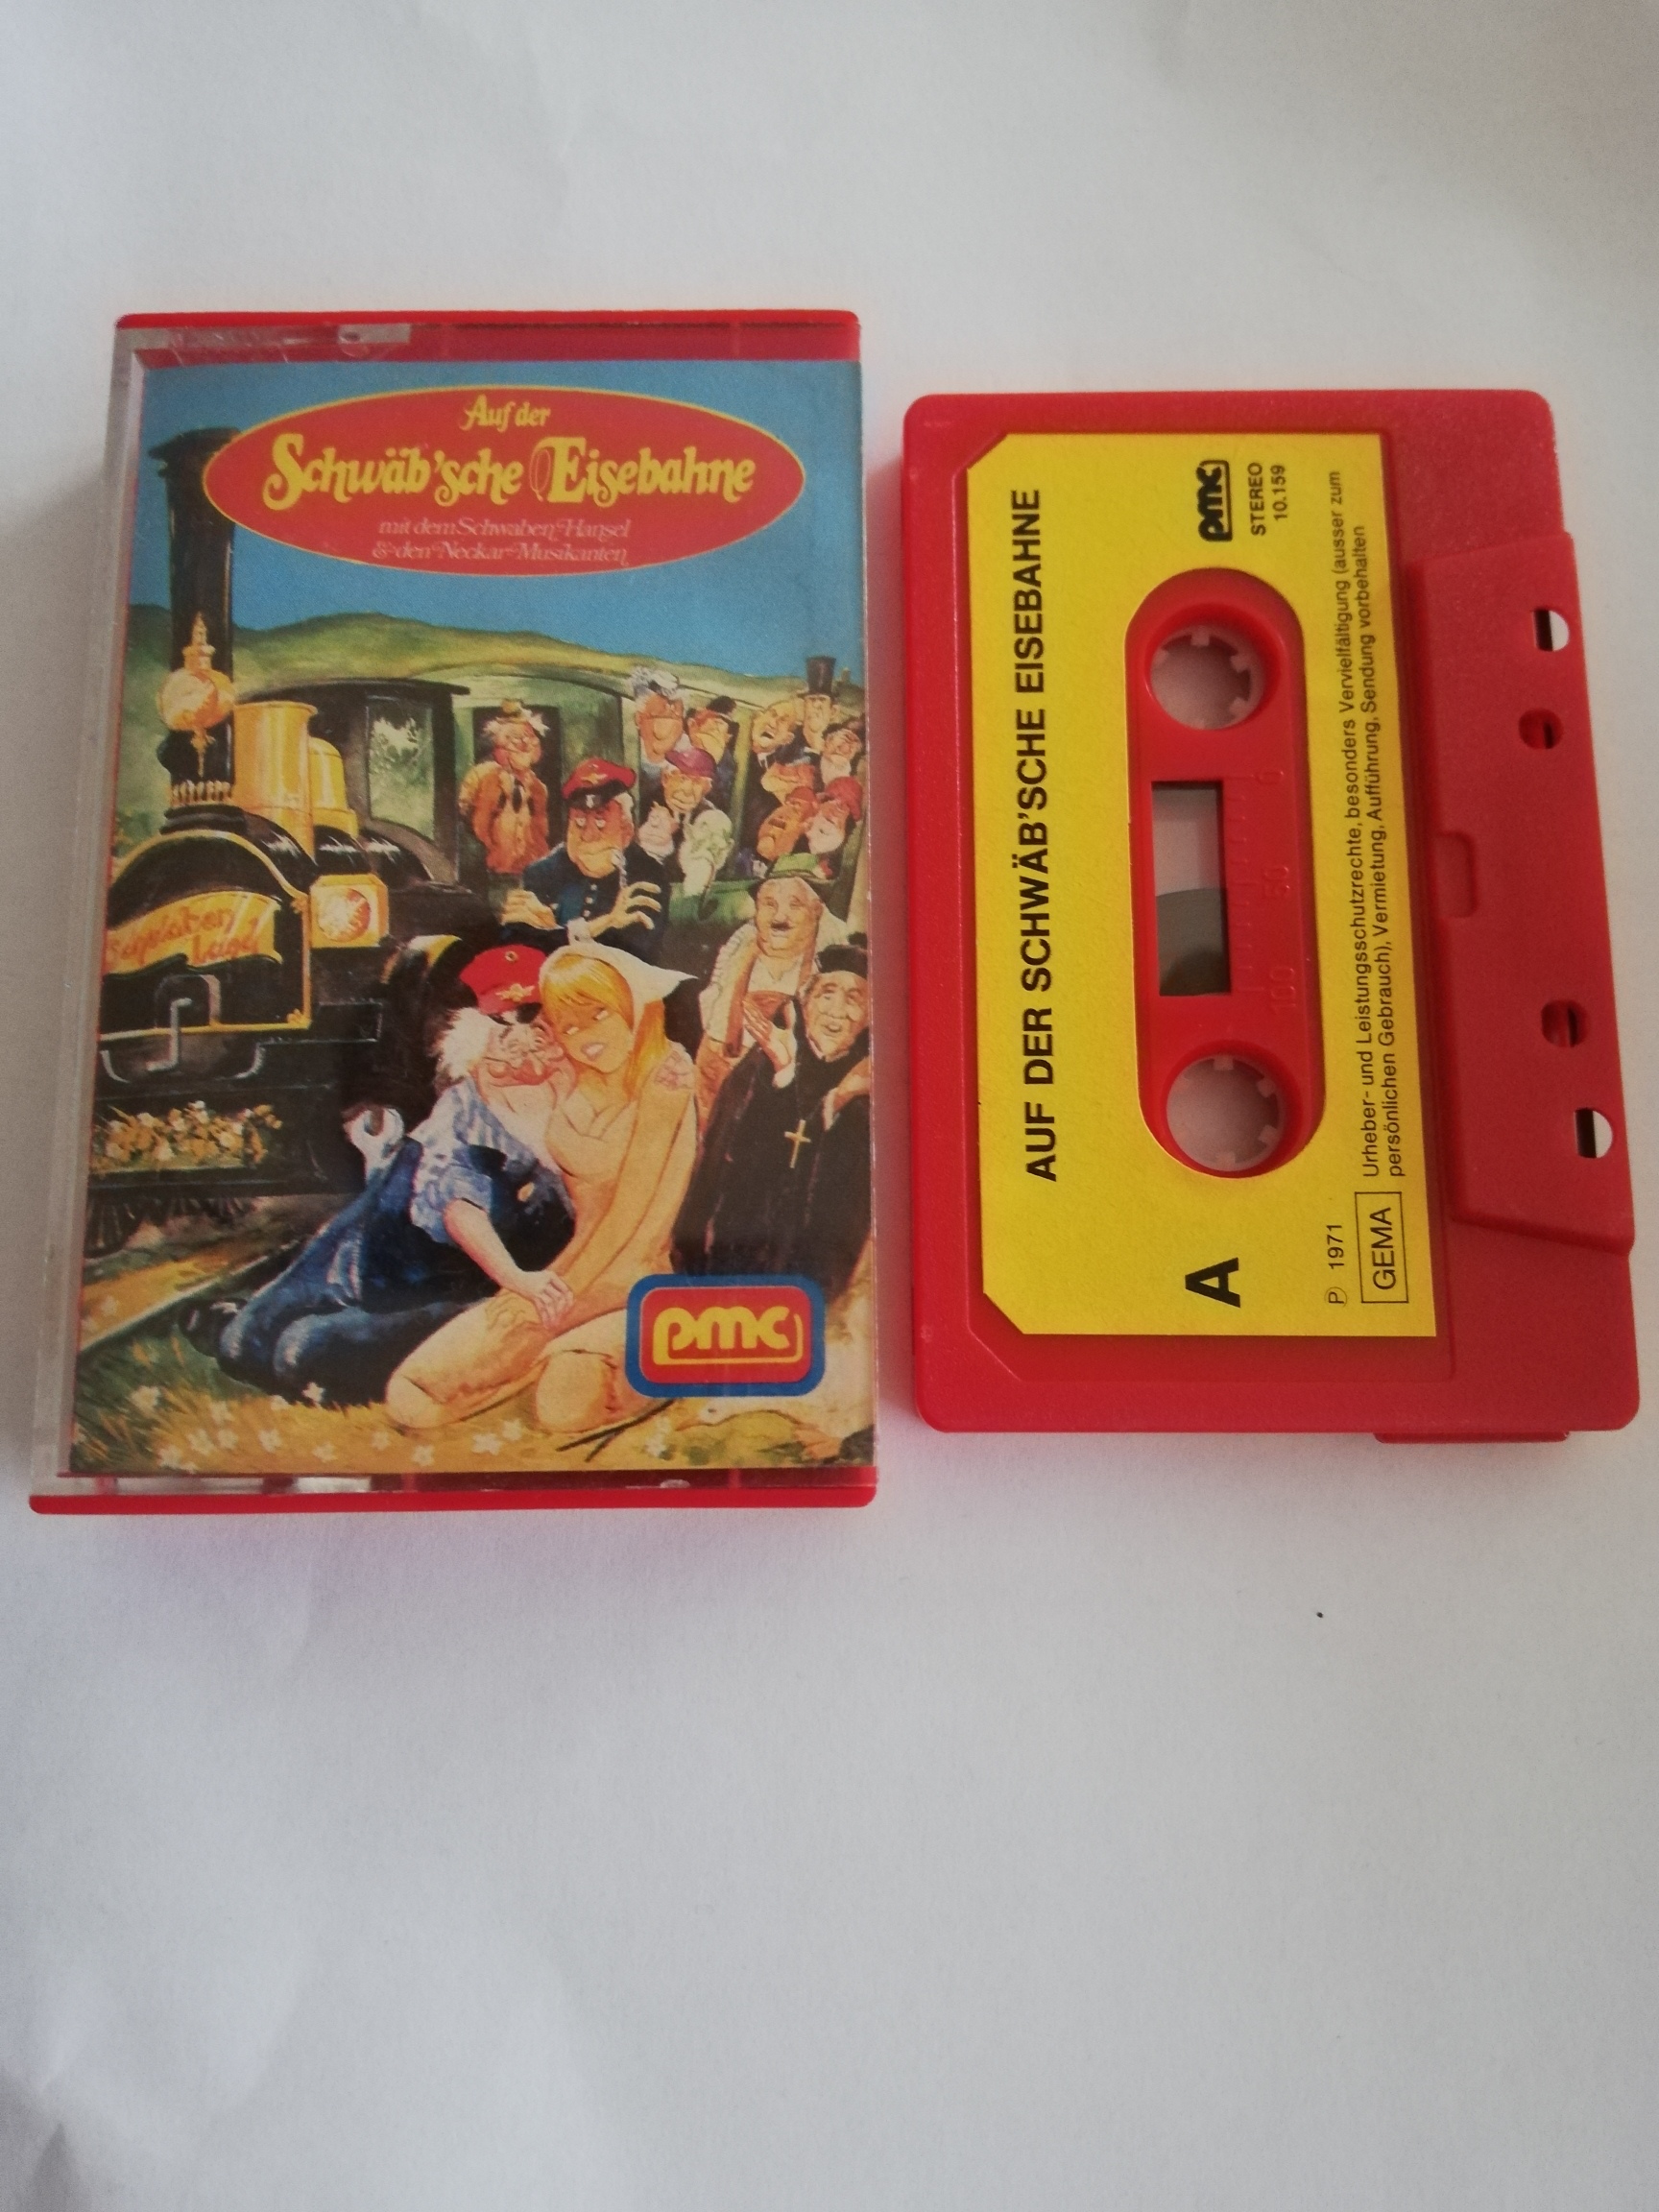 Auf der
Schwäb'sche Eisebahne
mit dem Schwaben-Hansel
& den Neckar-Musikanten
Schwaben
Land
pmc
AUF DER SCHWÄB'SCHE EISEBAHNE
pmc
STEREO
10.159
A
100 50 0
℗ 1971
GEMA
Urheber- und Leistungsschutzrechte, besonders Vervielfältigung (ausser zum
persönlichen Gebrauch), Vermietung, Aufführung, Sendung vorbehalten